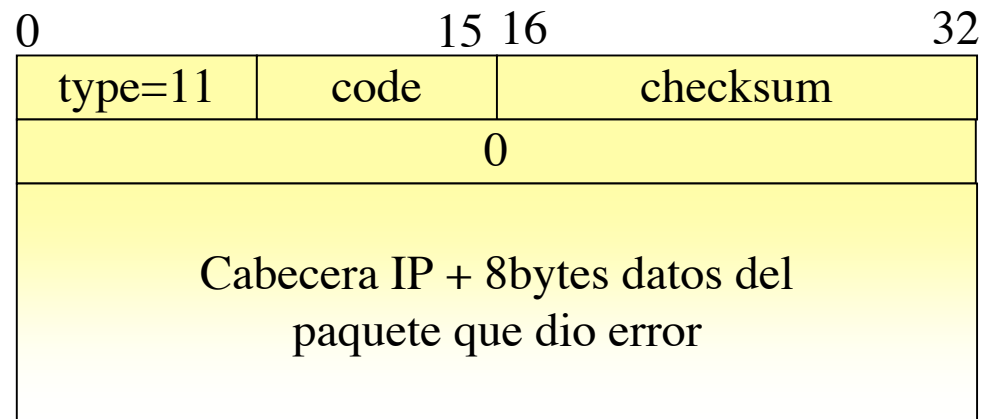 0 15 16 32
type=11 code checksum
0
Cabecera IP + 8bytes datos del
paquete que dio error